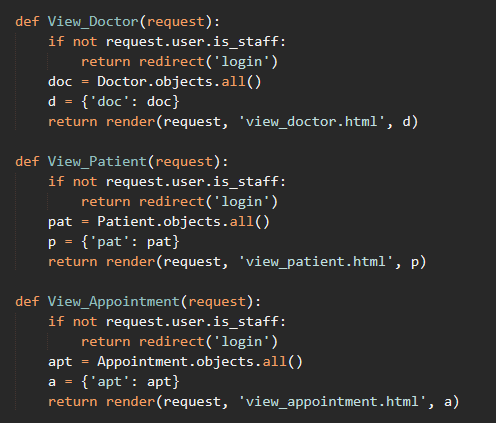 def View_Doctor(request):
    if not request.user.is_staff:
        return redirect('login')
    doc = Doctor.objects.all()
    d = {'doc': doc}
    return render(request, 'view_doctor.html', d)

def View_Patient(request):
    if not request.user.is_staff:
        return redirect('login')
    pat = Patient.objects.all()
    p = {'pat': pat}
    return render(request, 'view_patient.html', p)

def View_Appointment(request):
    if not request.user.is_staff:
        return redirect('login')
    apt = Appointment.objects.all()
    a = {'apt': apt}
    return render(request, 'view_appointment.html', a)